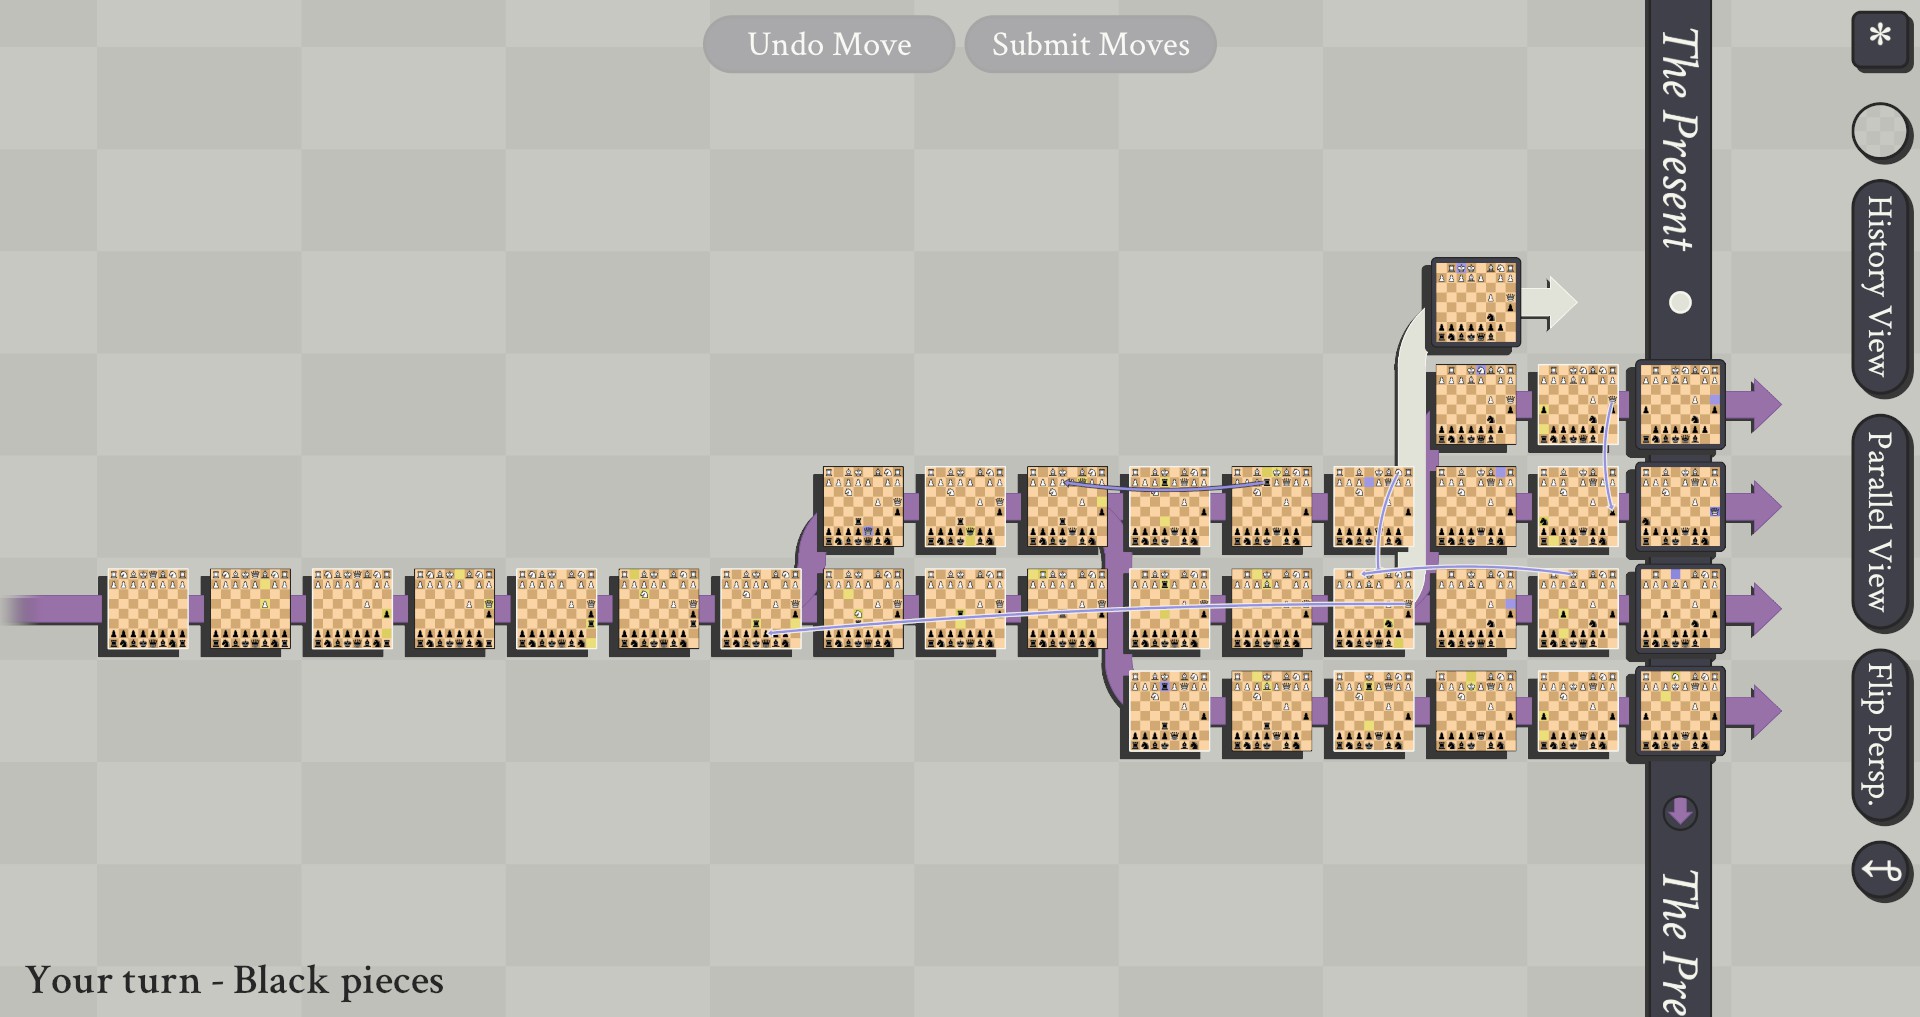 Undo Move
Submit Moves
The Present
*
History View
Parallel View
Flip Persp.
The Pre
Your turn - Black pieces